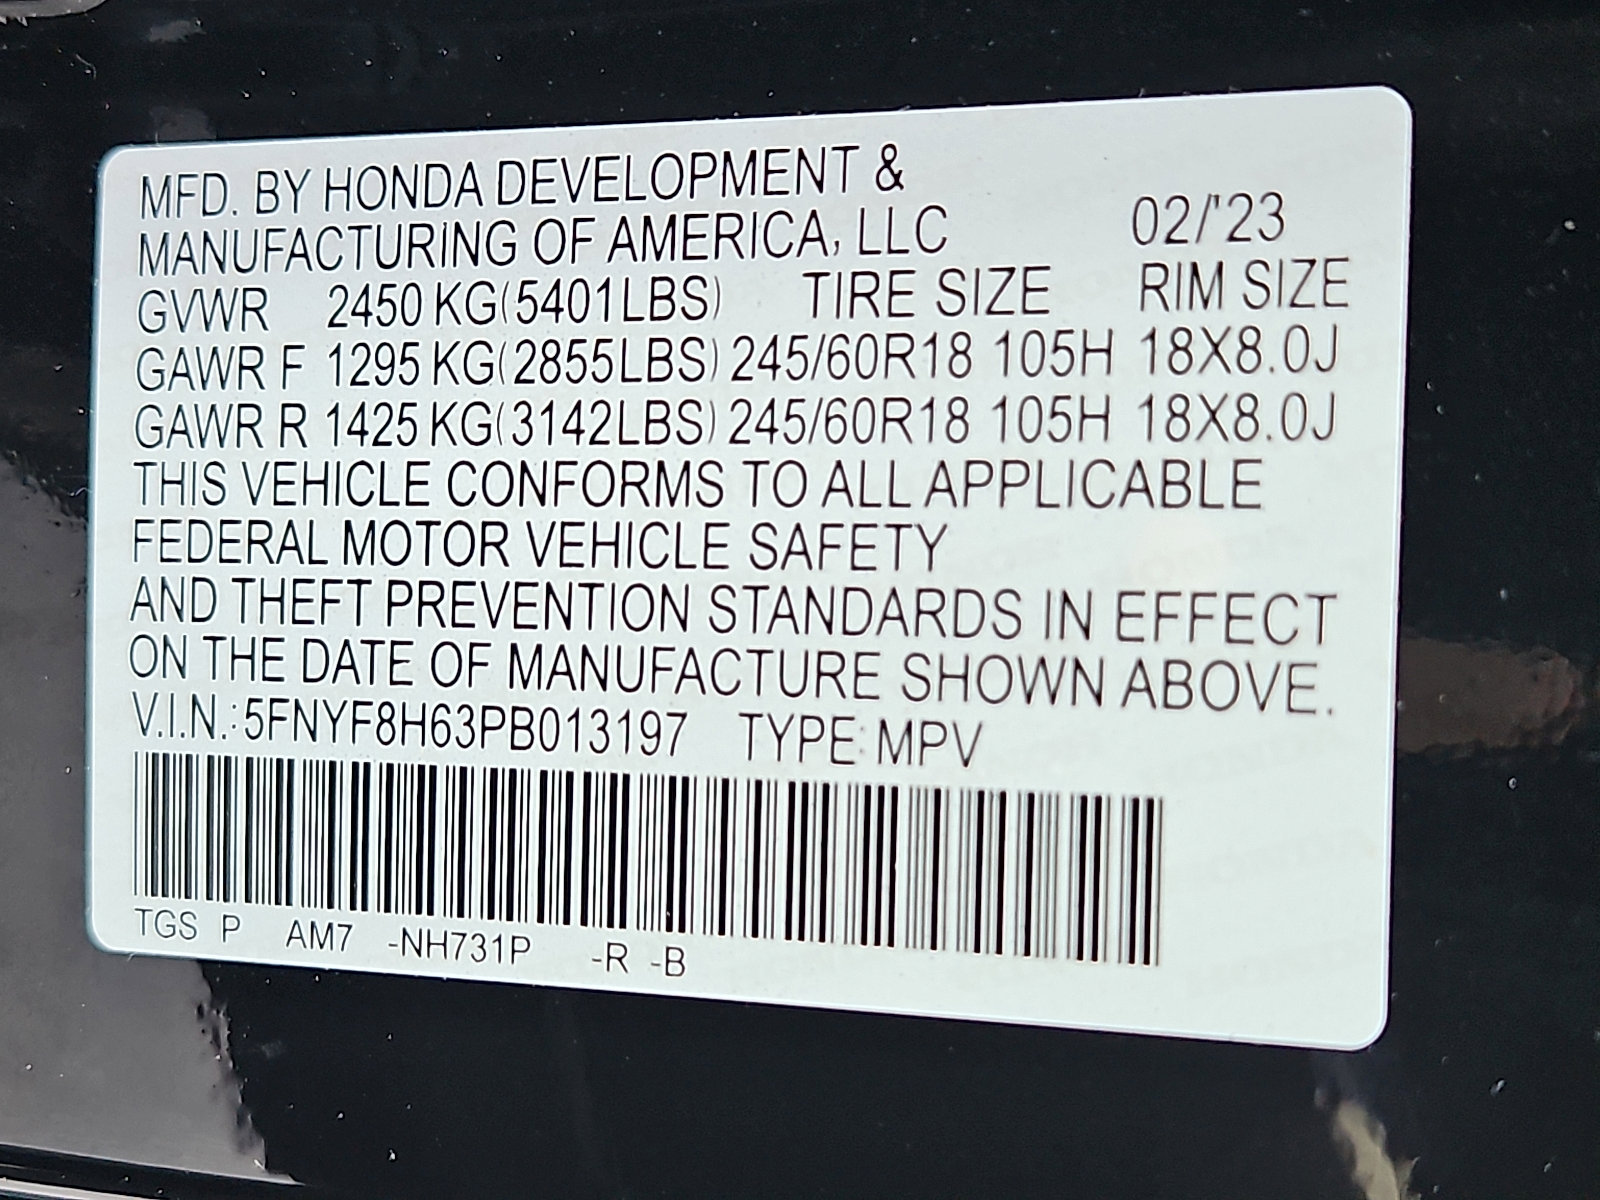 MFD. BY HONDA DEVELOPMENT &
MANUFACTURING OF AMERICA, LLC 02/'23
GVWR 2450 KG(5401LBS) TIRE SIZE RIM SIZE
GAWR F 1295 KG(2855LBS) 245/60R18 105H 18X8.0J
GAWR R 1425 KG(3142LBS) 245/60R18 105H 18X8.0J
THIS VEHICLE CONFORMS TO ALL APPLICABLE
FEDERAL MOTOR VEHICLE SAFETY
AND THEFT PREVENTION STANDARDS IN EFFECT
ON THE DATE OF MANUFACTURE SHOWN ABOVE.
V.I.N.:5FNYF8H63PB013197 TYPE: MPV
TGS P AM7 -NH731P -R -B